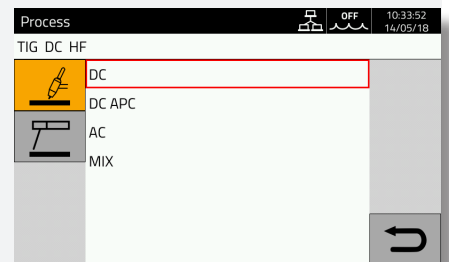 Process
OFF
10:33:52
14/05/18
TIG DC HF
DC
DC APC
AC
MIX